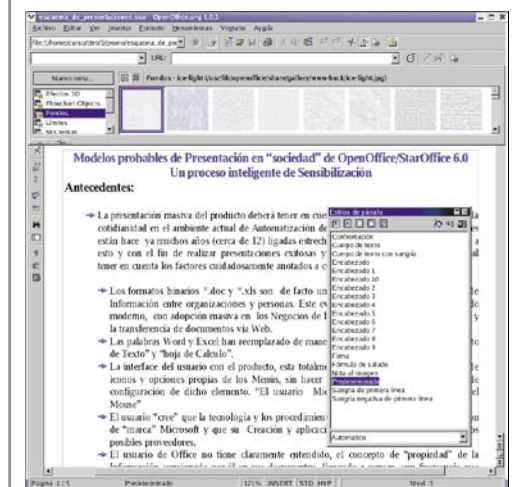 esquema_de_presentaciones.sxw - OpenOffice.org 1.0.1
Archivo Editar Ver Insertar Formato Herramientas Ventana Ayuda
URL:
Nuevo tema...
Fondos - ice-light (/usr/lib/openoffice/share/gallery/www-back/ice-light.jpg)
Efectos 3D
Flowchart Objects
Fondos
Límites
Mis temas
Modelos probables de Presentación en “sociedad” de OpenOffice/StarOffice 6.0
Un proceso inteligente de Sensibilización
Antecedentes:
La presentación masiva del producto deberá tener en cue
la
cotidianidad en el ambiente actual de Automatización de
están hace ya muchos años (cerca de 12) ligadas estrech
a
esto y con el fin de realizar presentaciones exitosas y
tener en cuenta los factores cuidadosamente anotados a c
Los formatos binarios *.doc y *.xls son de facto un
de
Información entre organizaciones y personas. Este ev
do
moderno, con adopción masiva en los Negocios de I
y
la transferencia de documentos vía Web.
Las palabras Word y Excel han reemplazado de mane
de Texto” y “hoja de Calculo”.
La interface del usuario con el producto, esta totalme
de
iconos y opciones propias de los Menús, sin hacer
de
configuración de dicho elemento. “El usuario Mic
el
Mouse”
El usuario “cree” que la tecnología y los procedimien
on
de “marca” Microsoft y que su Creación y aplicaci
posibles proveedores.
El usuario de Office no tiene claramente entendido, el concepto de “propiedad” de la
Estilos de párrafo
Cuerpo de texto
Cuerpo de texto con sangría
Encabezado
Encabezado 1
Encabezado 10
Encabezado 2
Encabezado 3
Encabezado 4
Encabezado 5
Encabezado 6
Encabezado 7
Encabezado 8
Encabezado 9
Firma
Fórmula de saludo
Nota al margen
Predeterminado
Sangría de primera línea
Sangría negativa de primera línea
Automático
Página 1/5 Predeterminado 121% INSERT STD HYP Nivel 3